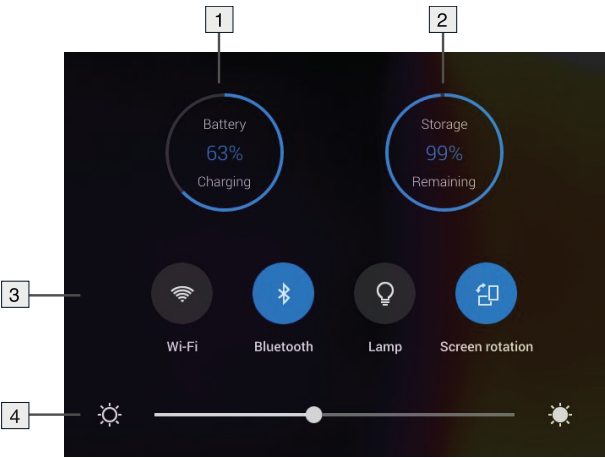 1
2
Battery
63%
Charging
Storage
99%
Remaining
3
Wi-Fi
Bluetooth
Lamp
Screen rotation
4